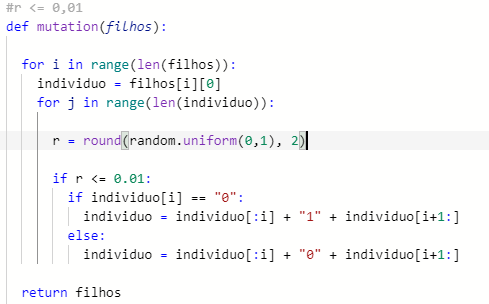 #r <= 0,01
def mutation(filhos):
for i in range(len(filhos)):
individuo = filhos[i][0]
for j in range(len(individuo)):
r = round(random.uniform(0,1), 2)
if r <= 0.01:
if individuo[i] == "0":
individuo = individuo[:i] + "1" + individuo[i+1:]
else:
individuo = individuo[:i] + "0" + individuo[i+1:]
return filhos